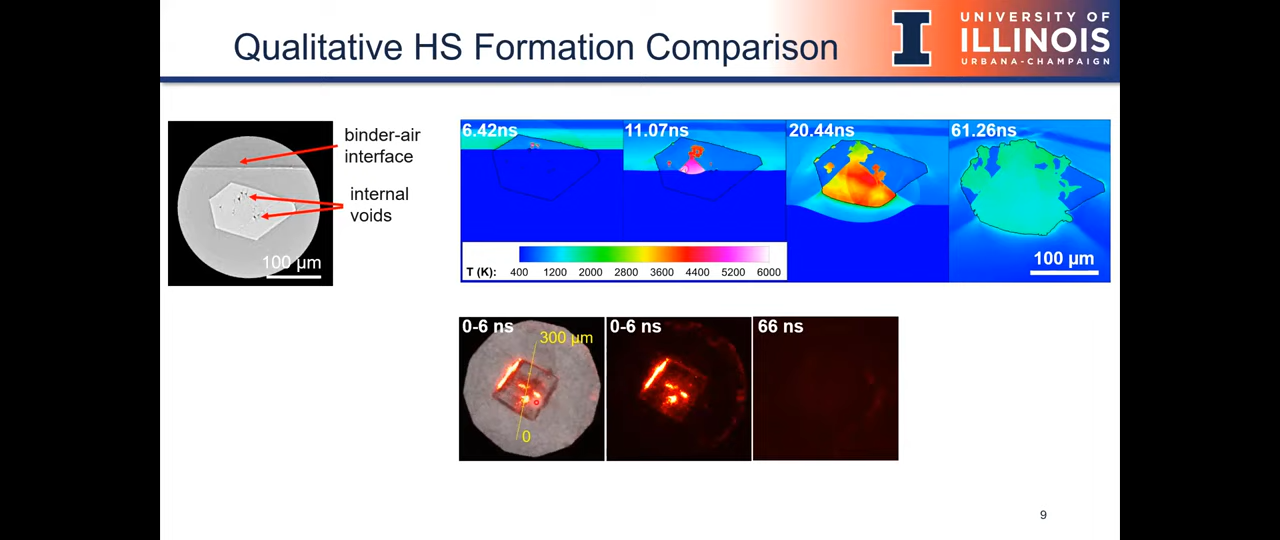 Qualitative HS Formation Comparison
I
UNIVERSITY OF
ILLINOIS
URBANA-CHAMPAIGN
binder-air
interface
internal
voids
100 µm
6.42ns
11.07ns
20.44ns
61.26ns
T (K):
400 1200 2000 2800 3600 4400 5200 6000
100 µm
0-6 ns
300 µm
0
0-6 ns
66 ns
9